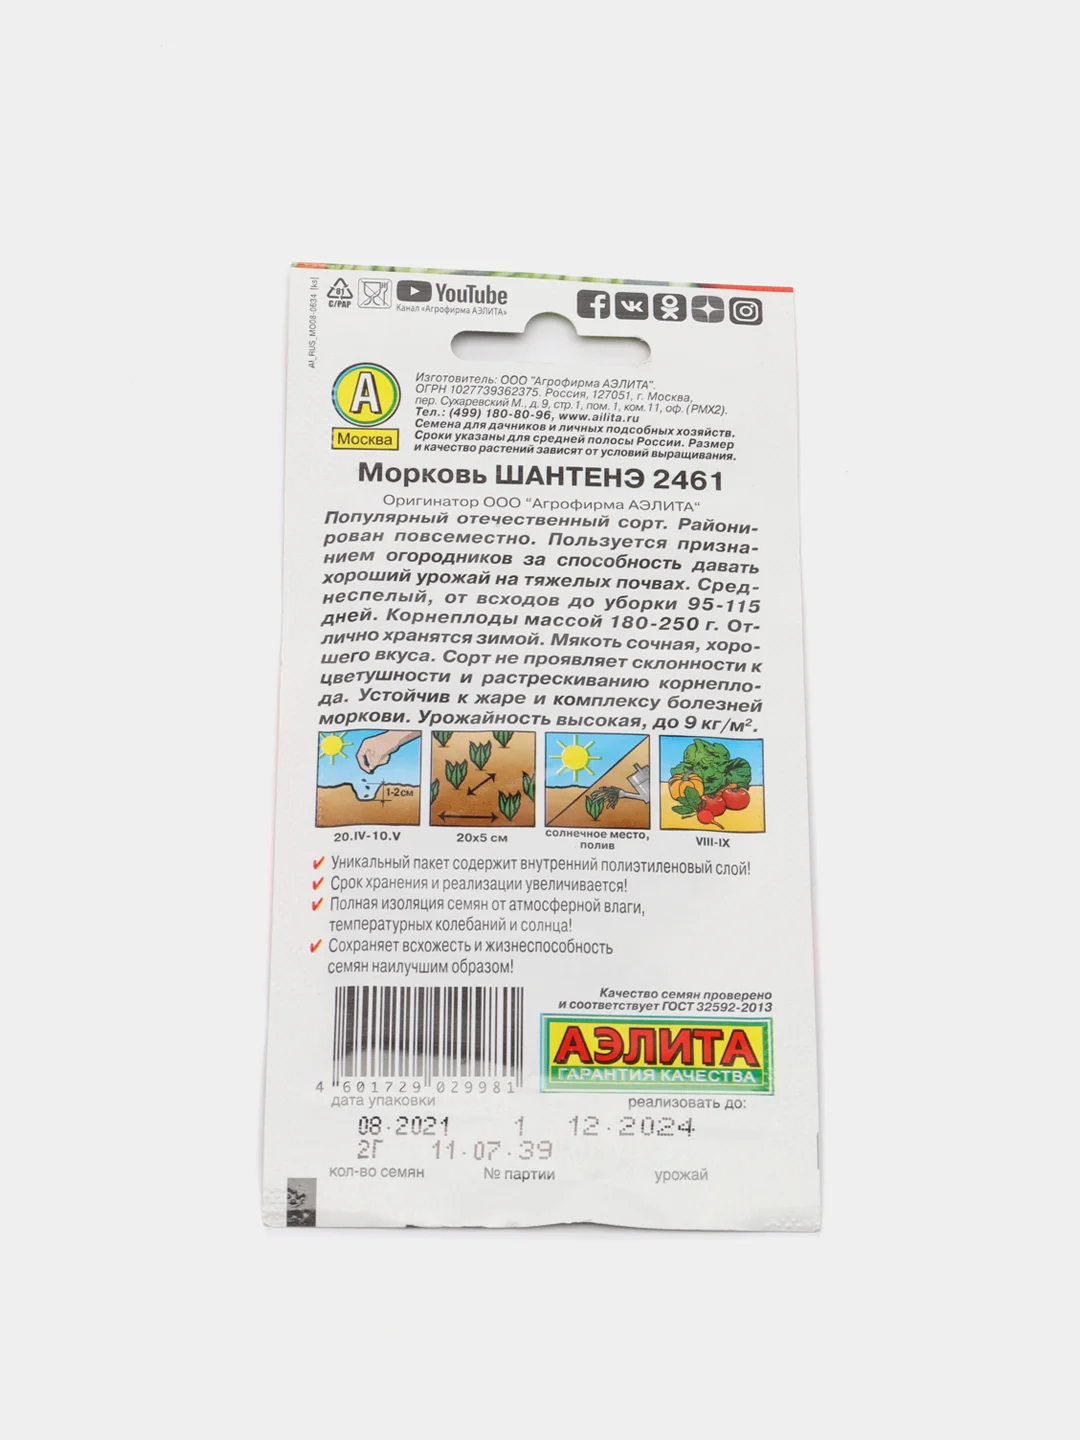 Af_RUS_MO08-0634 [ks]
81
C/PAP
YouTube
Канал «Агрофирма АЭЛИТА»
А
Москва
Изготовитель: ООО "Агрофирма АЭЛИТА".
ОГРН 1027739362375. Россия, 127051, г. Москва,
пер. Сухаревский М., д. 9, стр. 1, пом. 1, ком. 11, оф. (РМХ2).
Тел.: (499) 180-80-96, www.ailita.ru
Семена для дачников и личных подсобных хозяйств.
Сроки указаны для средней полосы России. Размер
и качество растений зависят от условий выращивания.
Морковь ШАНТЕНЭ 2461
Оригинатор ООО "Агрофирма АЭЛИТА"
Популярный отечественный сорт. Райони-
рован повсеместно. Пользуется призна-
нием огородников за способность давать
хороший урожай на тяжелых почвах. Сред-
неспелый, от всходов до уборки 95-115
дней. Корнеплоды массой 180-250 г. От-
лично хранятся зимой. Мякоть сочная, хоро-
шего вкуса. Сорт не проявляет склонности к
цветушности и растрескиванию корнепло-
да. Устойчив к жаре и комплексу болезней
моркови. Урожайность высокая, до 9 кг/м².
1-2см
20.IV-10.V
20х5 см
солнечное место,
полив
VIII-IX
Уникальный пакет содержит внутренний полиэтиленовый слой!
Срок хранения и реализации увеличивается!
Полная изоляция семян от атмосферной влаги,
температурных колебаний и солнца!
Сохраняет всхожесть и жизнеспособность
семян наилучшим образом!
Качество семян проверено
и соответствует ГОСТ 32592-2013
АЭЛИТА
ГАРАНТИЯ КАЧЕСТВА
4 601729 029981
дата упаковки реализовать до:
08.2021 1 12.2024
2Г 11.07.39
кол-во семян № партии урожай